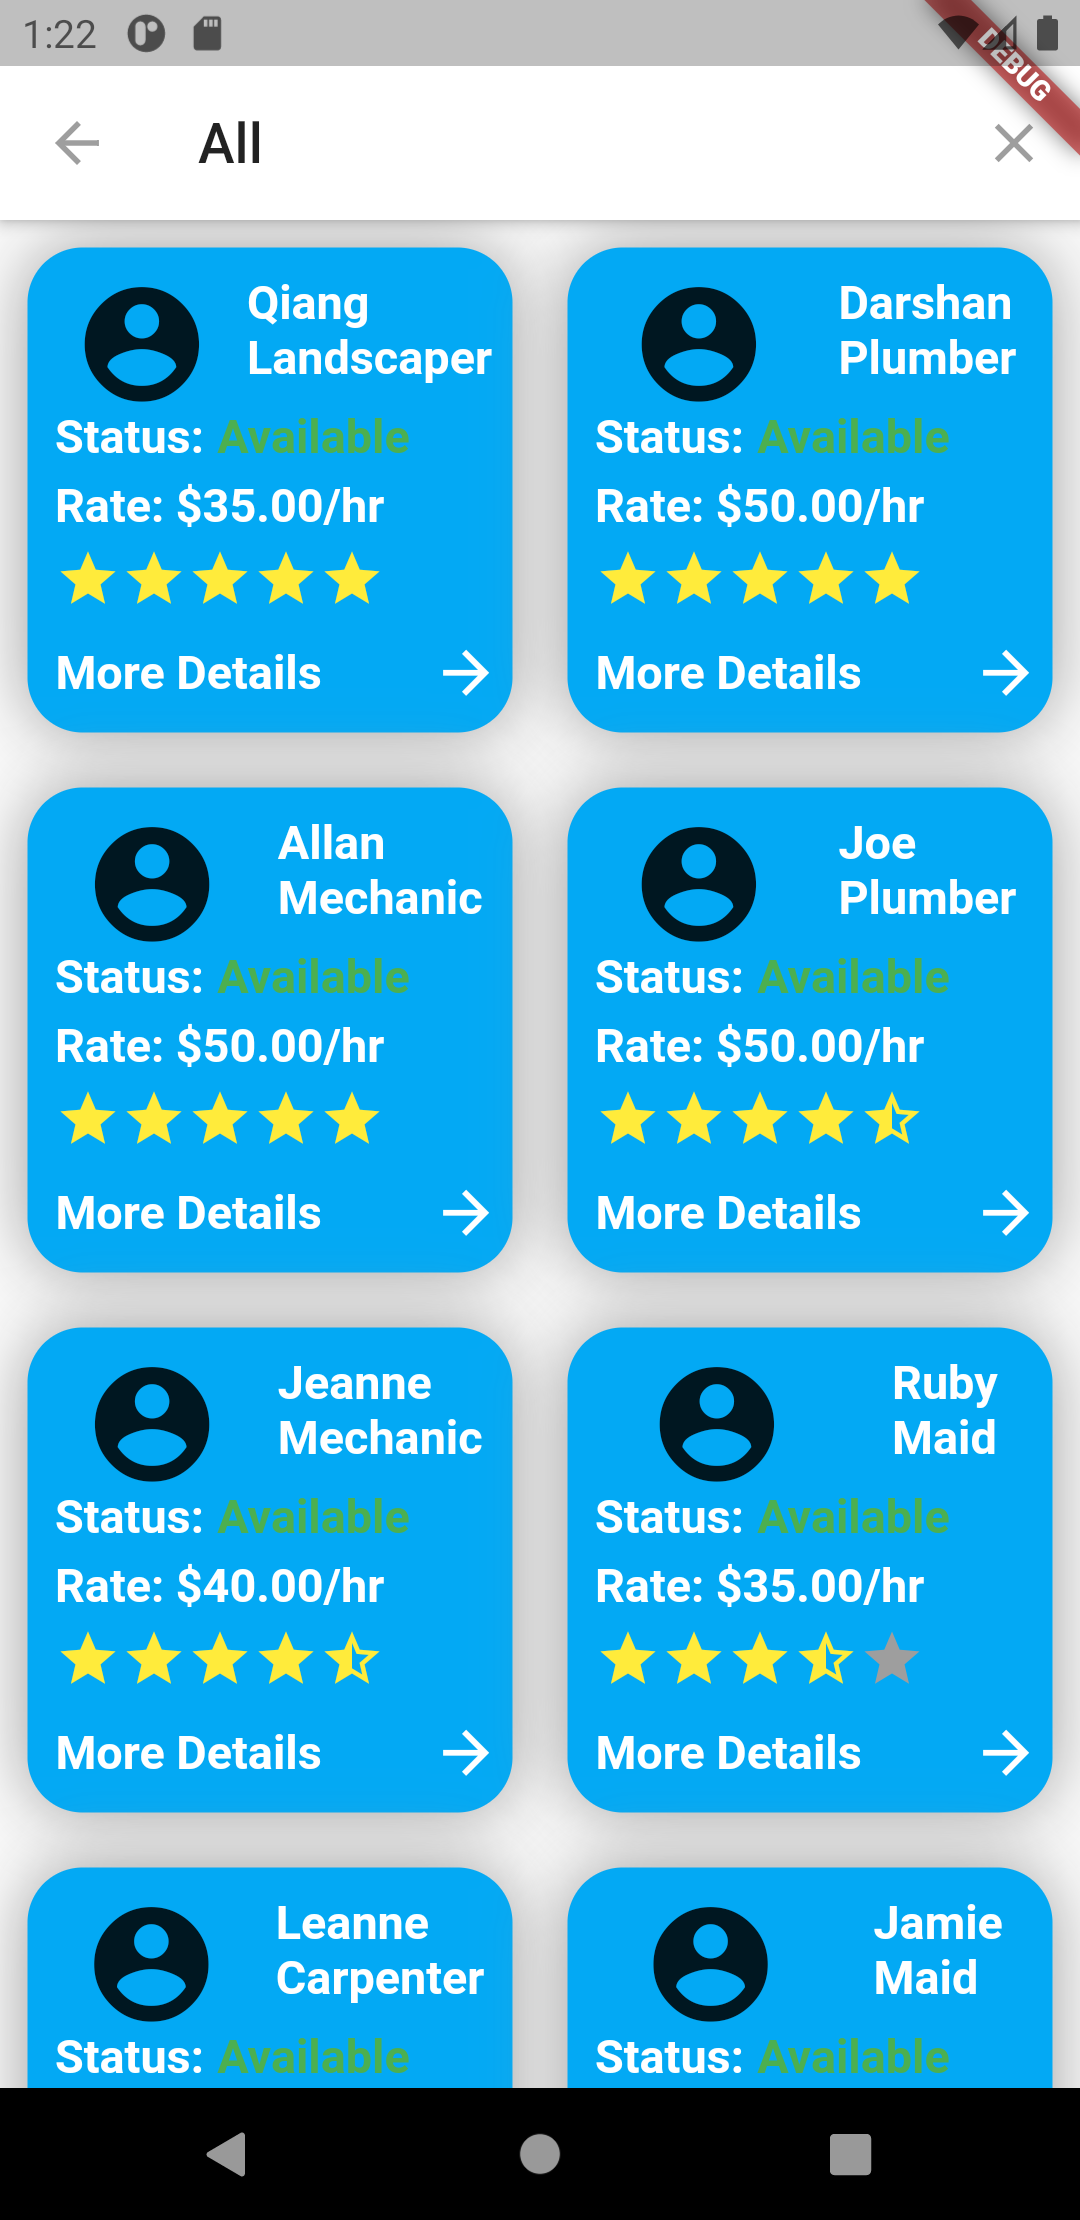 1:22
DEBUG
All
Qiang
Landscaper
Status: Available
Rate: $35.00/hr
More Details
Darshan
Plumber
Status: Available
Rate: $50.00/hr
More Details
Allan
Mechanic
Status: Available
Rate: $50.00/hr
More Details
Joe
Plumber
Status: Available
Rate: $50.00/hr
More Details
Jeanne
Mechanic
Status: Available
Rate: $40.00/hr
More Details
Ruby
Maid
Status: Available
Rate: $35.00/hr
More Details
Leanne
Carpenter
Status: Available
Jamie
Maid
Status: Available